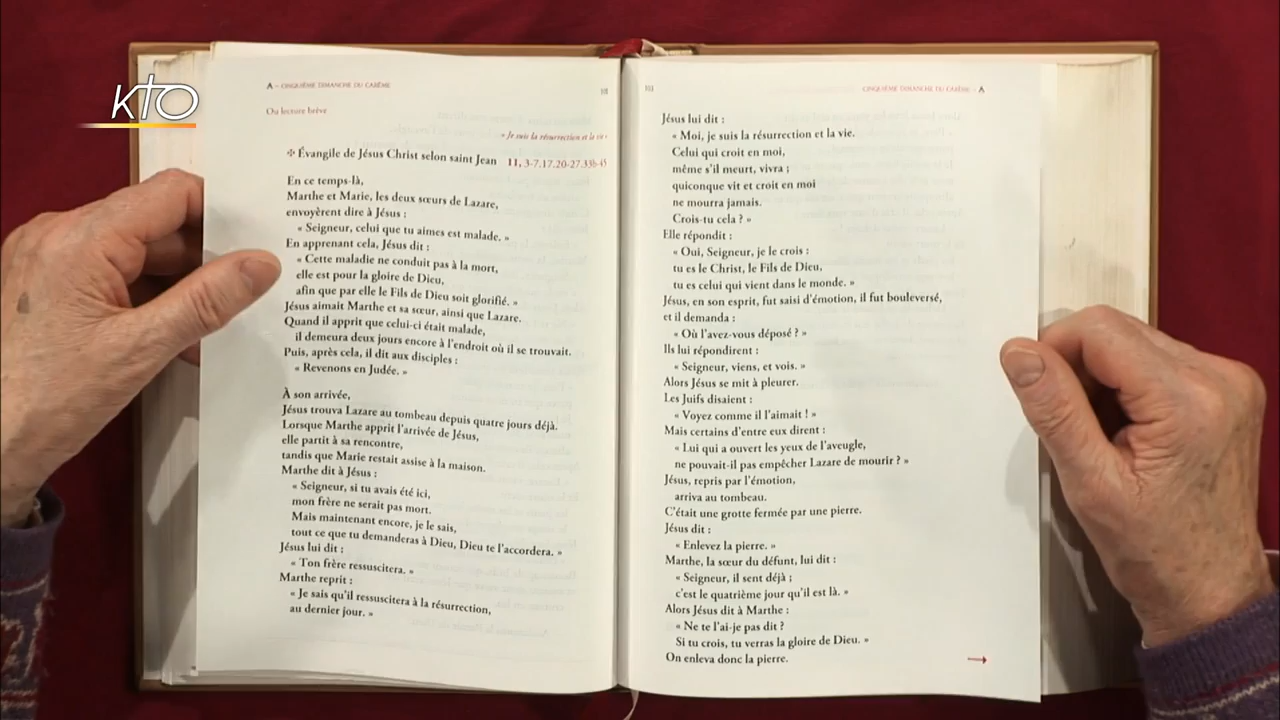 KTO
A – CINQUIÈME DIMANCHE DU CARÊME
Ou lecture brève
« Je suis la résurrection et la vie
✠ Évangile de Jésus Christ selon saint Jean 11, 3-7.17.20-27.33b-45
En ce temps-là,
Marthe et Marie, les deux sœurs de Lazare,
envoyèrent dire à Jésus :
« Seigneur, celui que tu aimes est malade. »
En apprenant cela, Jésus dit :
« Cette maladie ne conduit pas à la mort,
elle est pour la gloire de Dieu,
afin que par elle le Fils de Dieu soit glorifié. »
Jésus aimait Marthe et sa sœur, ainsi que Lazare.
Quand il apprit que celui-ci était malade,
il demeura deux jours encore à l'endroit où il se trouvait.
Puis, après cela, il dit aux disciples :
« Revenons en Judée. »
À son arrivée,
Jésus trouva Lazare au tombeau depuis quatre jours déjà.
Lorsque Marthe apprit l'arrivée de Jésus,
elle partit à sa rencontre,
tandis que Marie restait assise à la maison.
Marthe dit à Jésus :
« Seigneur, si tu avais été ici,
mon frère ne serait pas mort.
Mais maintenant encore, je le sais,
tout ce que tu demanderas à Dieu, Dieu te l'accordera. »
Jésus lui dit :
« Ton frère ressuscitera. »
Marthe reprit :
« Je sais qu'il ressuscitera à la résurrection,
au dernier jour. »
CINQUIÈME DIMANCHE DU CARÊME – A
Jésus lui dit :
« Moi, je suis la résurrection et la vie.
Celui qui croit en moi,
même s'il meurt, vivra ;
quiconque vit et croit en moi
ne mourra jamais.
Crois-tu cela ? »
Elle répondit :
« Oui, Seigneur, je le crois :
tu es le Christ, le Fils de Dieu,
tu es celui qui vient dans le monde. »
Jésus, en son esprit, fut saisi d'émotion, il fut bouleversé,
et il demanda :
« Où l'avez-vous déposé ? »
Ils lui répondirent :
« Seigneur, viens, et vois. »
Alors Jésus se mit à pleurer.
Les Juifs disaient :
« Voyez comme il l'aimait ! »
Mais certains d'entre eux dirent :
« Lui qui a ouvert les yeux de l'aveugle,
ne pouvait-il pas empêcher Lazare de mourir ? »
Jésus, repris par l'émotion,
arriva au tombeau.
C'était une grotte fermée par une pierre.
Jésus dit :
« Enlevez la pierre. »
Marthe, la sœur du défunt, lui dit :
« Seigneur, il sent déjà ;
c'est le quatrième jour qu'il est là. »
Alors Jésus dit à Marthe :
« Ne te l'ai-je pas dit ?
Si tu crois, tu verras la gloire de Dieu. »
On enleva donc la pierre.